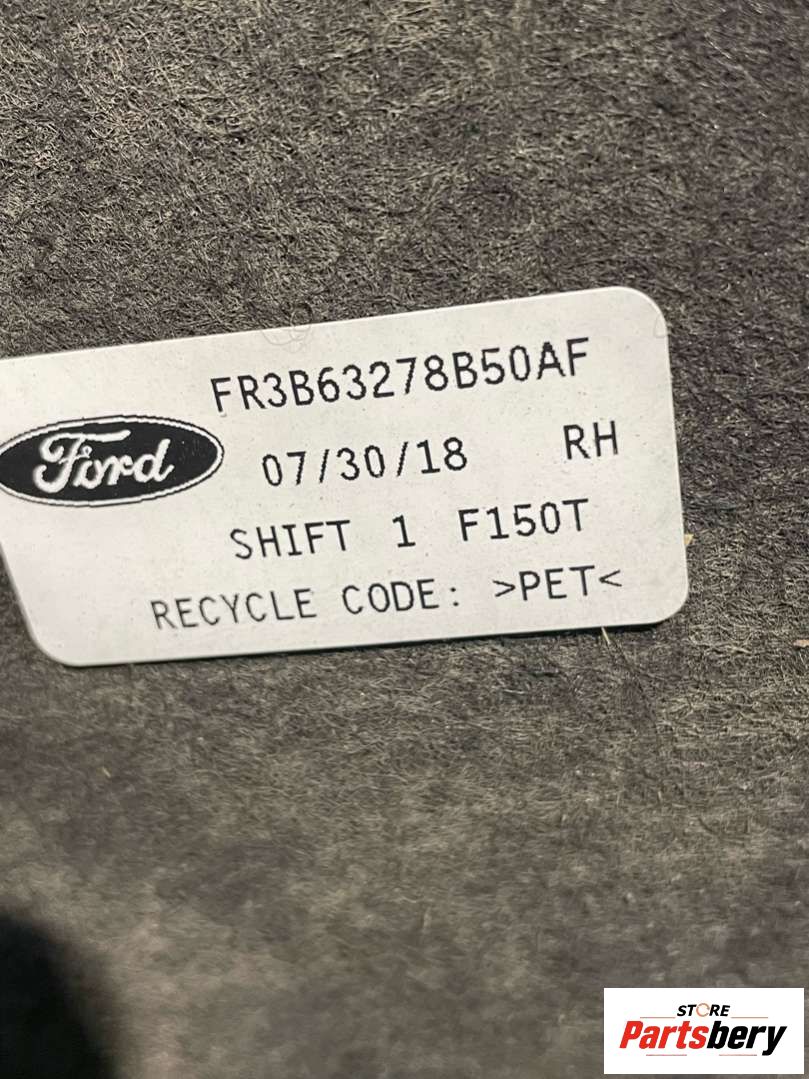 FR3B63278B50AF
Ford
07/30/18 RH
SHIFT 1 F150T
RECYCLE CODE: >PET<
STORE
Partsbery